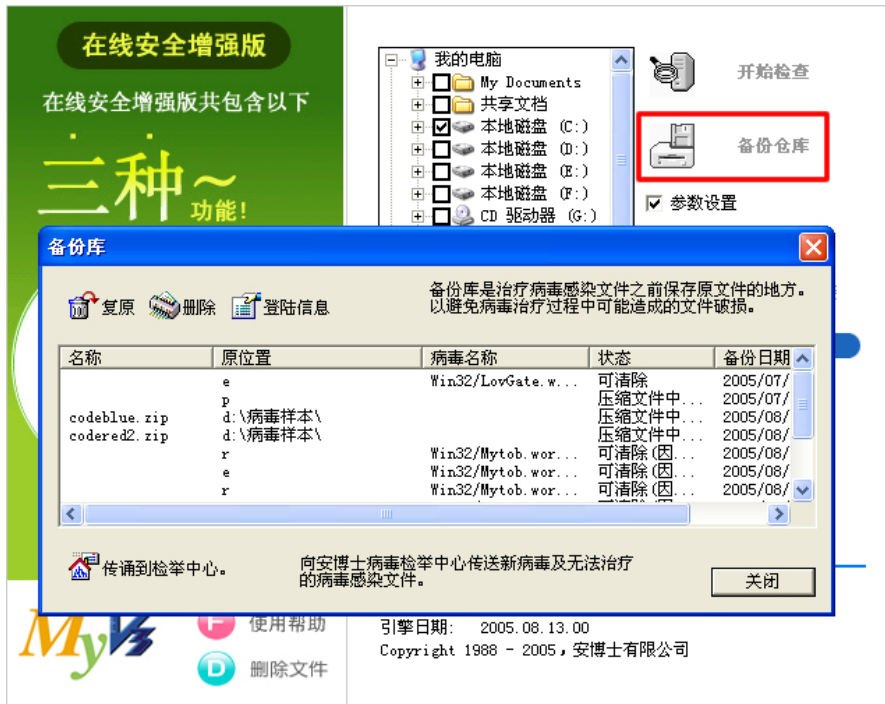 在线安全增强版
在线安全增强版共包含以下
三种~
功能!
我的电脑
My Documents
共享文档
本地磁盘 (C:)
本地磁盘 (D:)
本地磁盘 (E:)
本地磁盘 (F:)
CD 驱动器 (G:)
开始检查
备份仓库
参数设置
备份库
复原 删除 登陆信息
备份库是治疗病毒感染文件之前保存原文件的地方。
以避免病毒治疗过程中可能造成的文件破损。
名称 原位置 病毒名称 状态 备份日期
e Win32/LovGate.w... 可清除 2005/07/
p 压缩文件中... 2005/07/
codeblue.zip d:\病毒样本\ 压缩文件中... 2005/08/
codered2.zip d:\病毒样本\ 压缩文件中... 2005/08/
r Win32/Mytob.wor... 可清除(因... 2005/08/
e Win32/Mytob.wor... 可清除(因... 2005/08/
r Win32/Mytob.wor... 可清除(因... 2005/08/
传诵到检举中心。
向安博士病毒检举中心传送新病毒及无法治疗
的病毒感染文件。
关闭
MyV3
F 使用帮助
D 删除文件
引擎日期: 2005.08.13.00
Copyright 1988 - 2005,安博士有限公司